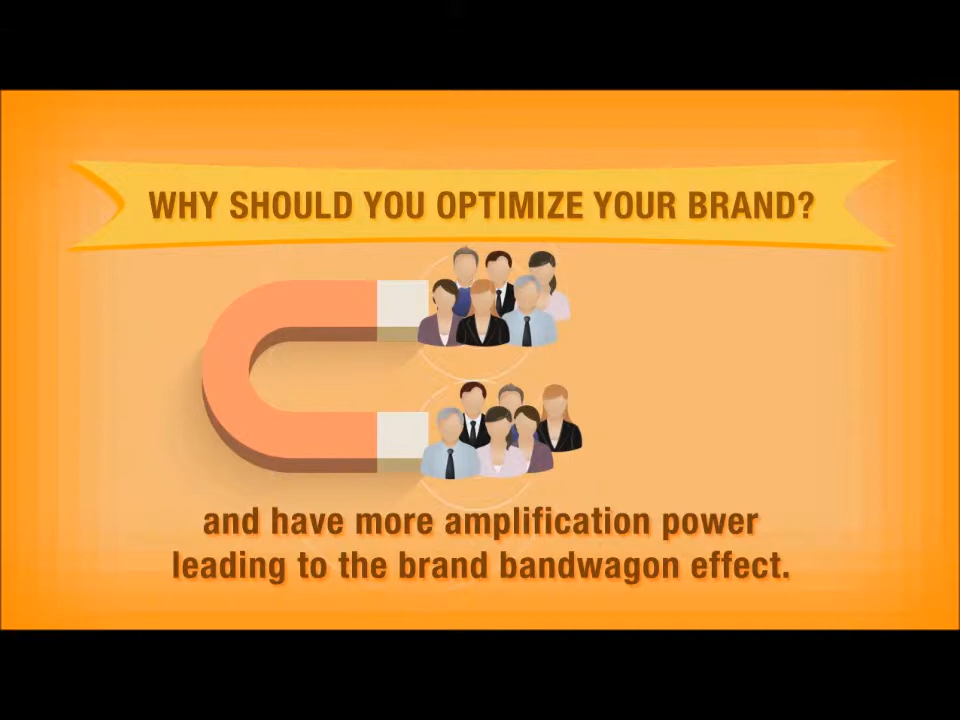 WHY SHOULD YOU OPTIMIZE YOUR BRAND?
and have more amplification power
leading to the brand bandwagon effect.